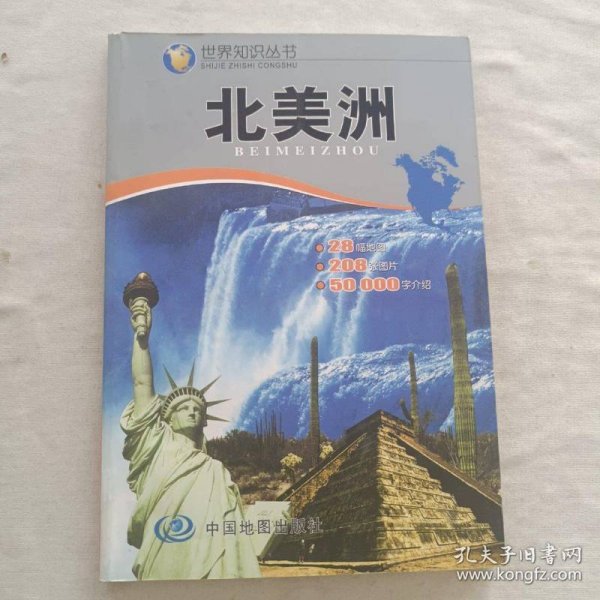 世界知识丛书
SHIJIE ZHISHI CONGSHU
北美洲
BEIMEIZHOU
28幅地图
208张图片
50 000字介绍
中国地图出版社
孔夫子旧书网
www.kongfz.com